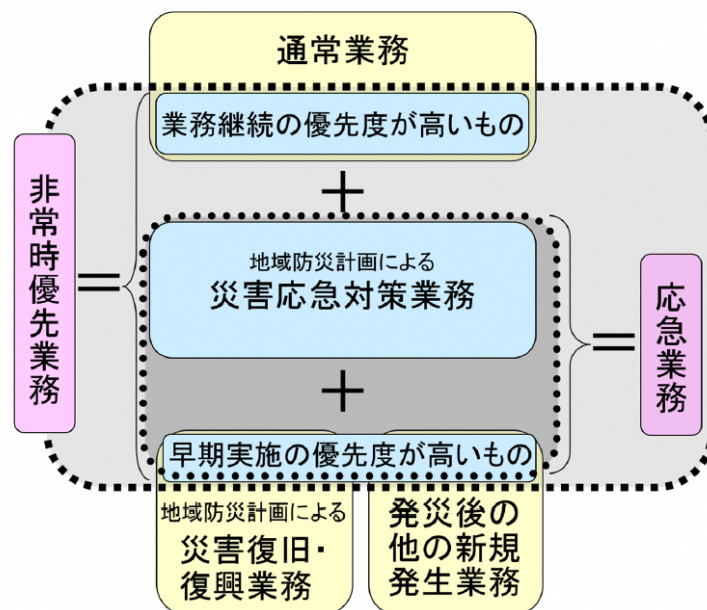 通常業務
業務継続の優先度が高いもの
＋
非常時優先業務
＝
地域防災計画による
災害応急対策業務
＝
応急業務
＋
早期実施の優先度が高いもの
地域防災計画による
災害復旧・
復興業務
発災後の
他の新規
発生業務